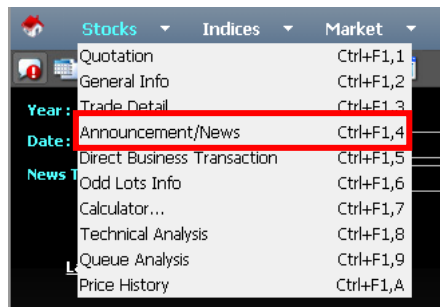 Stocks Indices Market
Quotation Ctrl+F1,1
General Info Ctrl+F1,2
Year: Trade Detail Ctrl+F1,3
Announcement/News Ctrl+F1,4
Date:
Direct Business Transaction Ctrl+F1,5
News
Odd Lots Info Ctrl+F1,6
Calculator... Ctrl+F1,7
Technical Analysis Ctrl+F1,8
Queue Analysis Ctrl+F1,9
Price History Ctrl+F1,A